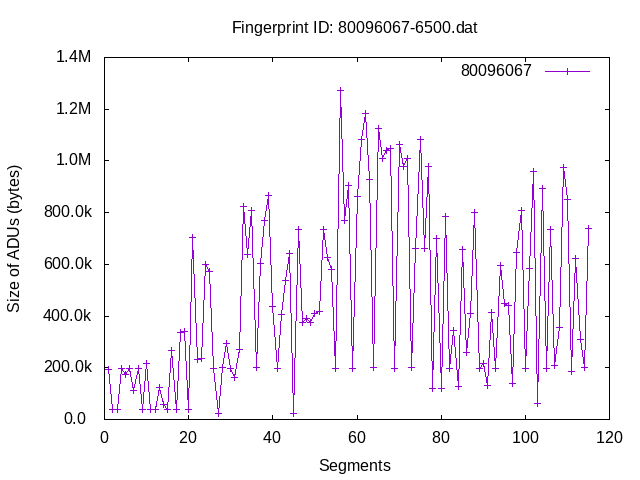 Fingerprint ID: 80096067-6500.dat
80096067
Size of ADUs (bytes)
1.4M
1.2M
1.0M
800.0k
600.0k
400.0k
200.0k
0.0
0 20 40 60 80 100 120
Segments